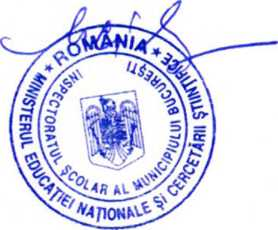 ★ ROMÂNIA ★
MINISTERUL EDUCAȚIEI NAȚIONALE ȘI CERCETĂRII ȘTIINȚIFICE
INSPECTORATUL ȘCOLAR AL MUNICIPIULUI BUCUREȘTI